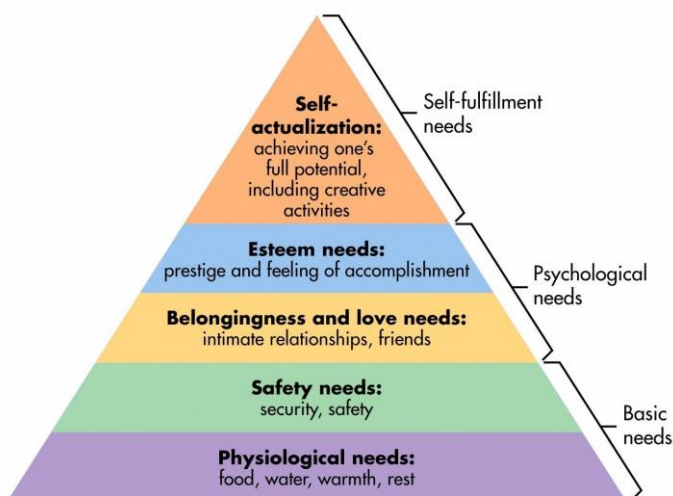 Self-
actualization:
achieving one's
full potential,
including creative
activities
Self-fulfillment
needs
Esteem needs:
prestige and feeling of accomplishment
Psychological
needs
Belongingness and love needs:
intimate relationships, friends
Safety needs:
security, safety
Basic
needs
Physiological needs:
food, water, warmth, rest